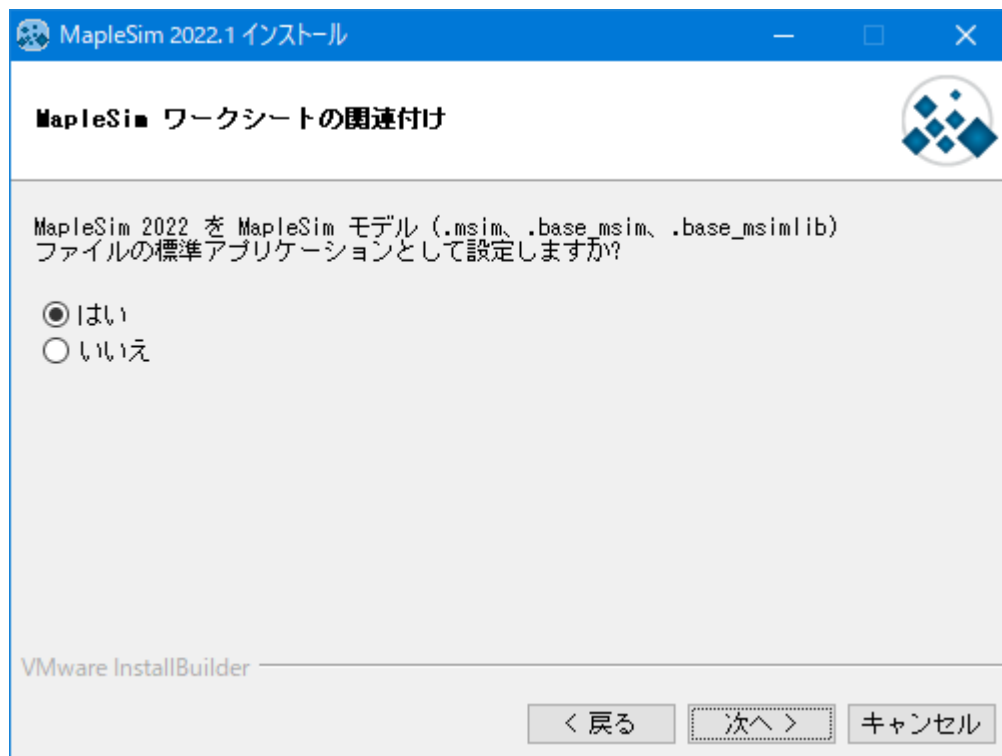 MapleSim 2022.1 インストール
MapleSim ワークシートの関連付け
MapleSim 2022 を MapleSim モデル (.msim、.base_msim、.base_msimlib)
ファイルの標準アプリケーションとして設定しますか?
はい
いいえ
VMware InstallBuilder
< 戻る 次へ > キャンセル